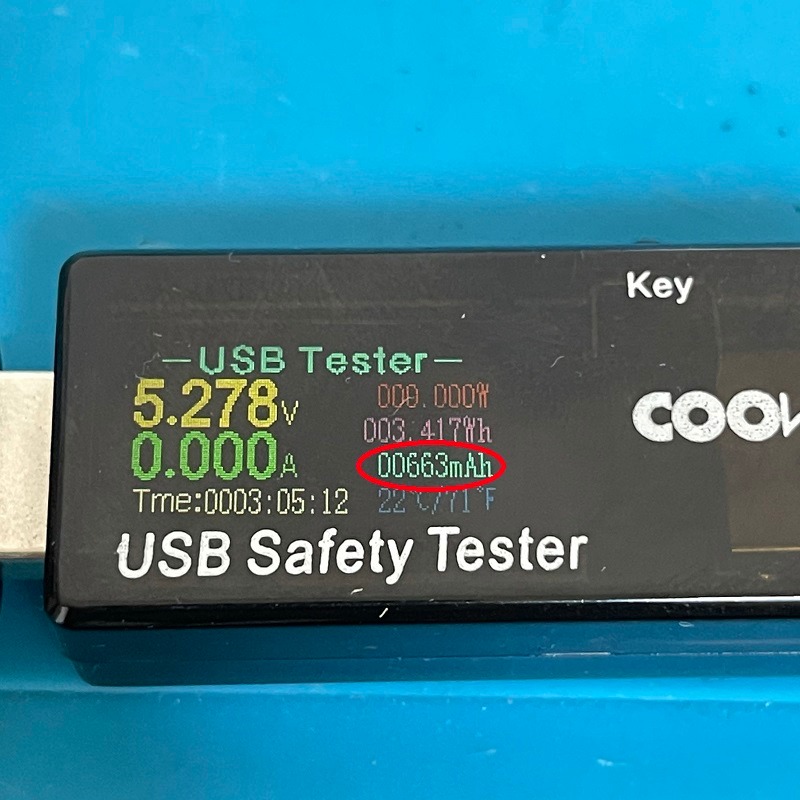 Key
—USB Tester—
5.278V 000.000W
003.417Wh
0.000A 00663mAh
Tme:0003:05:12 22℃/71℉
USB Safety Tester